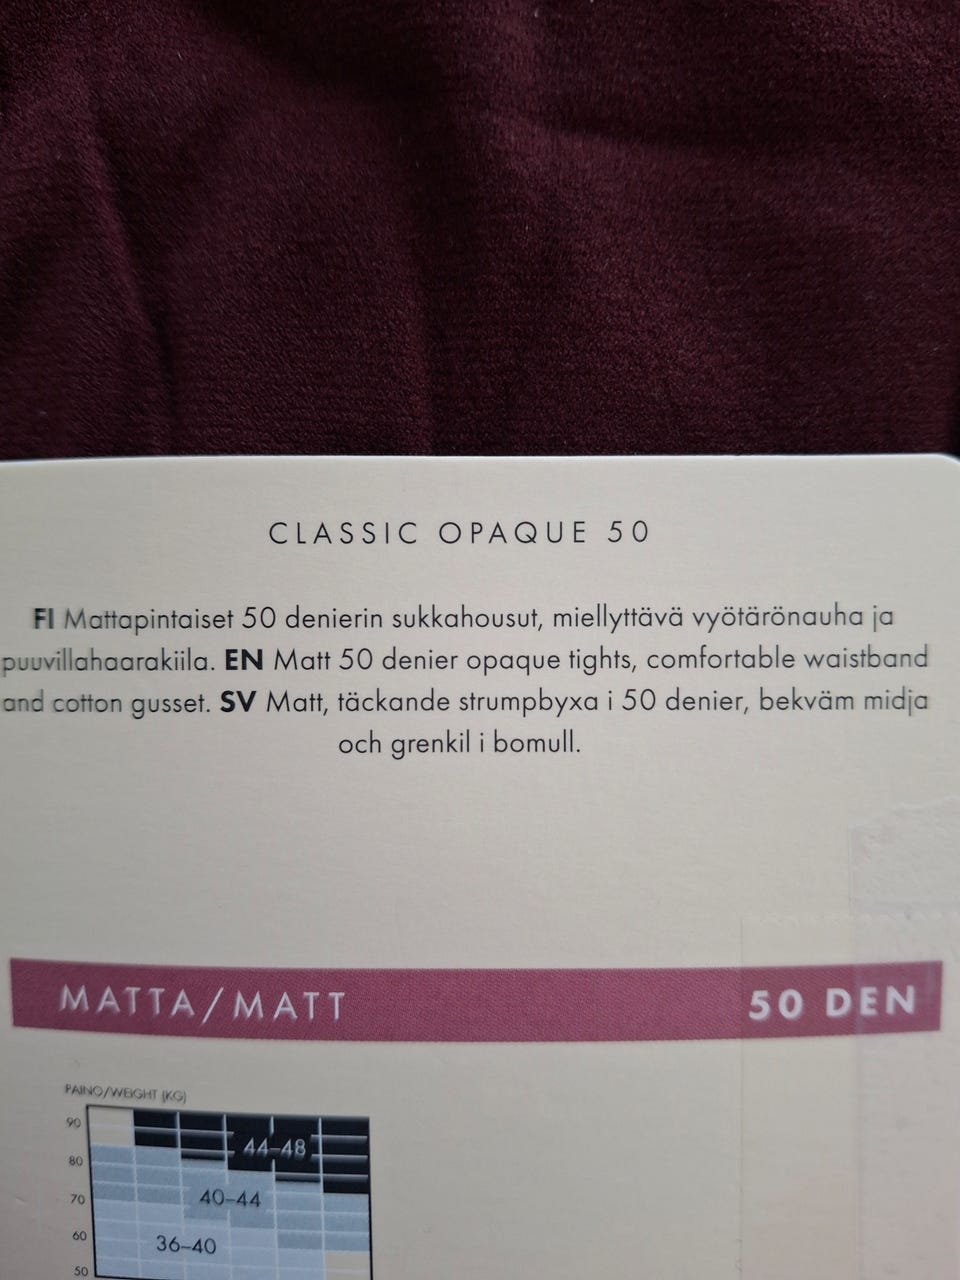 CLASSIC OPAQUE 50
FI Mattapintaiset 50 denierin sukkahousut, miellyttävä vyötärönauha ja
puuvillahaarakiila. EN Matt 50 denier opaque tights, comfortable waistband
and cotton gusset. SV Matt, täckande strumpbyxa i 50 denier, bekväm midja
och grenkil i bomull.
MATTA/MATT 50 DEN
PAINO/WEIGHT (KG)
90
44–48
80
70
40–44
60
36–40
50